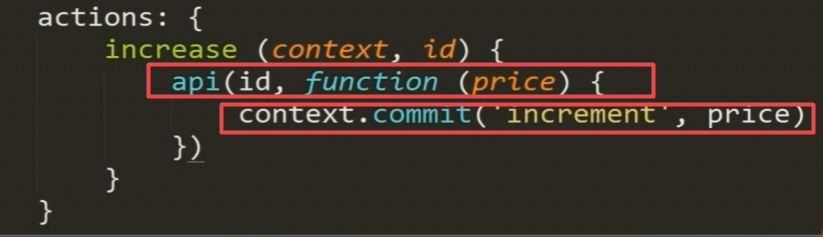 actions: {
increase (context, id) {
api(id, function (price) {
context.commit('increment', price)
})
}
}